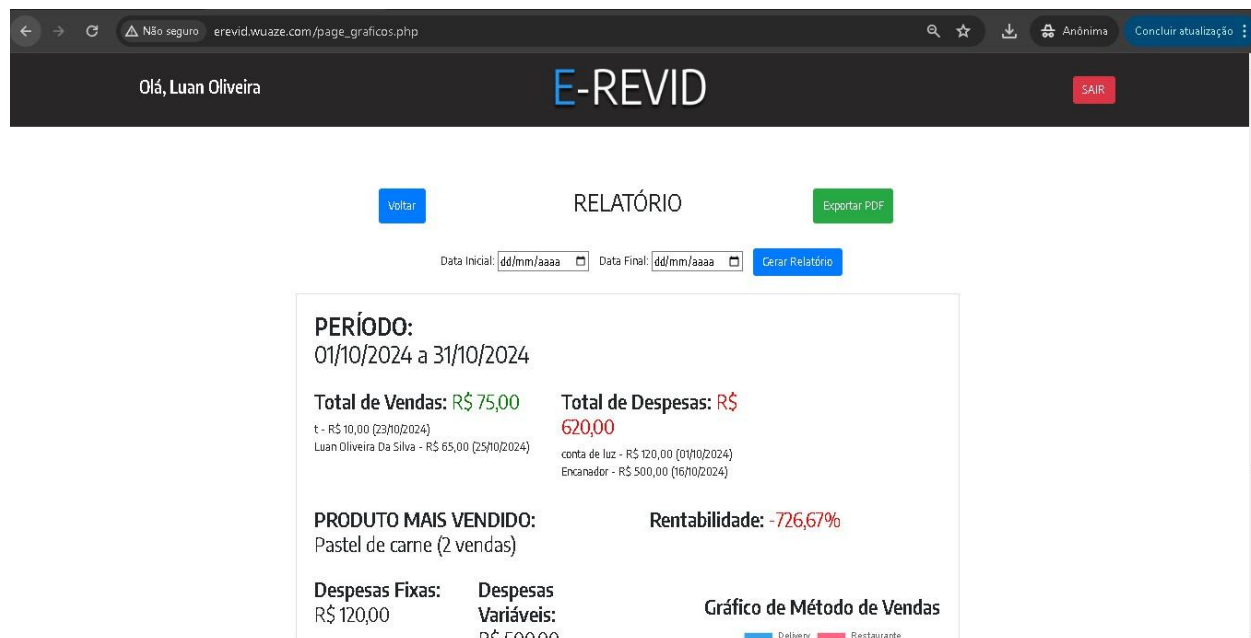 Não seguro erevid.wuaze.com/page_graficos.php Anônima Concluir atualização
Olá, Luan Oliveira E-REVID SAIR
Voltar RELATÓRIO Exportar PDF
Data Inicial: dd/mm/aaaa Data Final: dd/mm/aaaa Gerar Relatório
PERÍODO:
01/10/2024 a 31/10/2024
Total de Vendas: R$ 75,00
t - R$ 10,00 (23/10/2024)
Luan Oliveira Da Silva - R$ 65,00 (25/10/2024)
Total de Despesas: R$
620,00
conta de luz - R$ 120,00 (01/10/2024)
Encanador - R$ 500,00 (16/10/2024)
PRODUTO MAIS VENDIDO:
Pastel de carne (2 vendas)
Rentabilidade: -726,67%
Despesas Fixas:
R$ 120,00
Despesas
Variáveis:
R$ 500,00
Gráfico de Método de Vendas
Delivery Restaurante